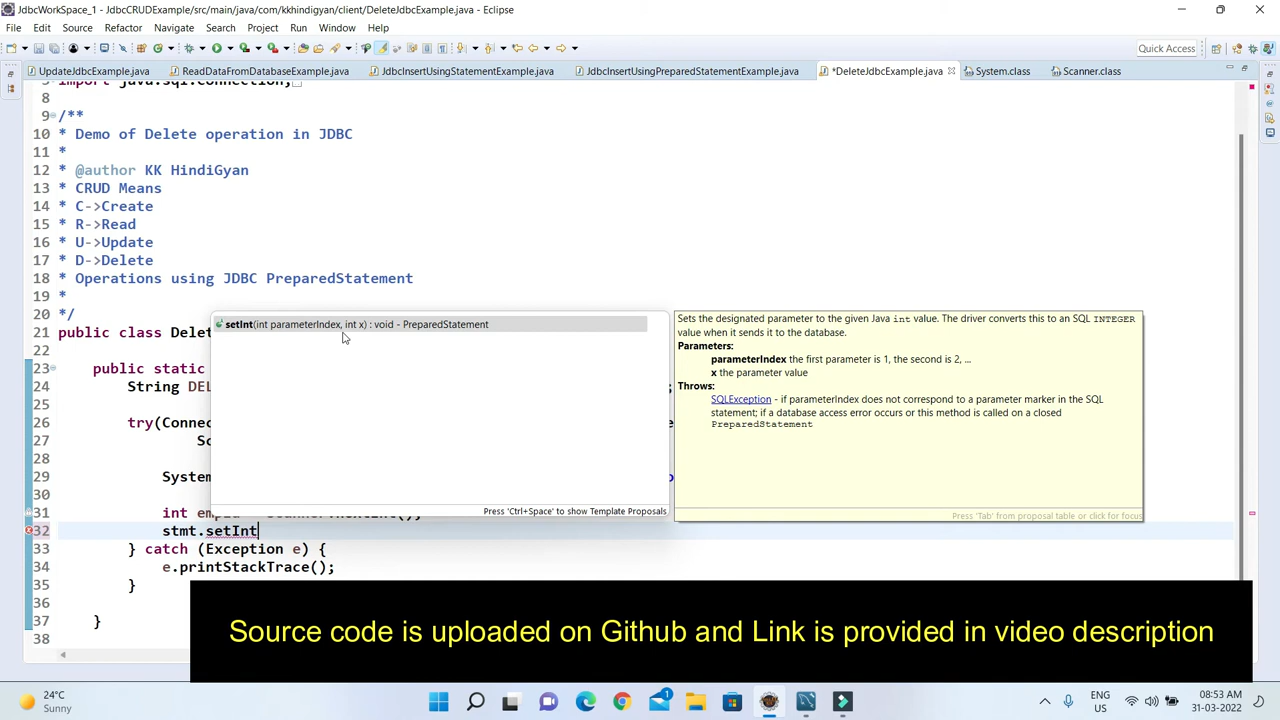 JdbcWorkSpace_1 - JdbcCRUDExample/src/main/java/com/kkhindigyan/client/DeleteJdbcExample.java - Eclipse
File Edit Source Refactor Navigate Search Project Run Window Help
Quick Access
UpdateJdbcExample.java ReadDataFromDatabaseExample.java JdbcInsertUsingStatementExample.java JdbcInsertUsingPreparedStatementExample.java *DeleteJdbcExample.java System.class Scanner.class
import java.sql.Connection;
8
9 /**
10 * Demo of Delete operation in JDBC
11 *
12 * @author KK HindiGyan
13 * CRUD Means
14 * C->Create
15 * R->Read
16 * U->Update
17 * D->Delete
18 * Operations using JDBC PreparedStatement
19 *
20 */
21 public class Delet
22
23 public static
24 String DEL
25
26 try(Connec
27 Sc
28
29 System
30
31 int empId = scanner.nextInt();
32 stmt.setInt
33 } catch (Exception e) {
34 e.printStackTrace();
35 }
36
37 }
38
setInt(int parameterIndex, int x) : void - PreparedStatement
Press 'Ctrl+Space' to show Template Proposals
Sets the designated parameter to the given Java int value. The driver converts this to an SQL INTEGER
value when it sends it to the database.
Parameters:
parameterIndex the first parameter is 1, the second is 2, ...
x the parameter value
Throws:
SQLException - if parameterIndex does not correspond to a parameter marker in the SQL
statement; if a database access error occurs or this method is called on a closed
PreparedStatement
Press 'Tab' from proposal table or click for focus
Source code is uploaded on Github and Link is provided in video description
24°C
Sunny
ENG
US
08:53 AM
31-03-2022